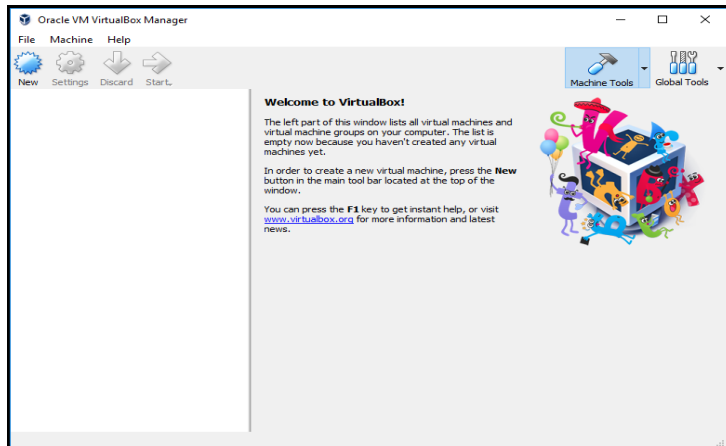 Oracle VM VirtualBox Manager
File Machine Help
New Settings Discard Start
Machine Tools Global Tools
Welcome to VirtualBox!
The left part of this window lists all virtual machines and
virtual machine groups on your computer. The list is
empty now because you haven't created any virtual
machines yet.
In order to create a new virtual machine, press the New
button in the main tool bar located at the top of the
window.
You can press the F1 key to get instant help, or visit
www.virtualbox.org for more information and latest
news.